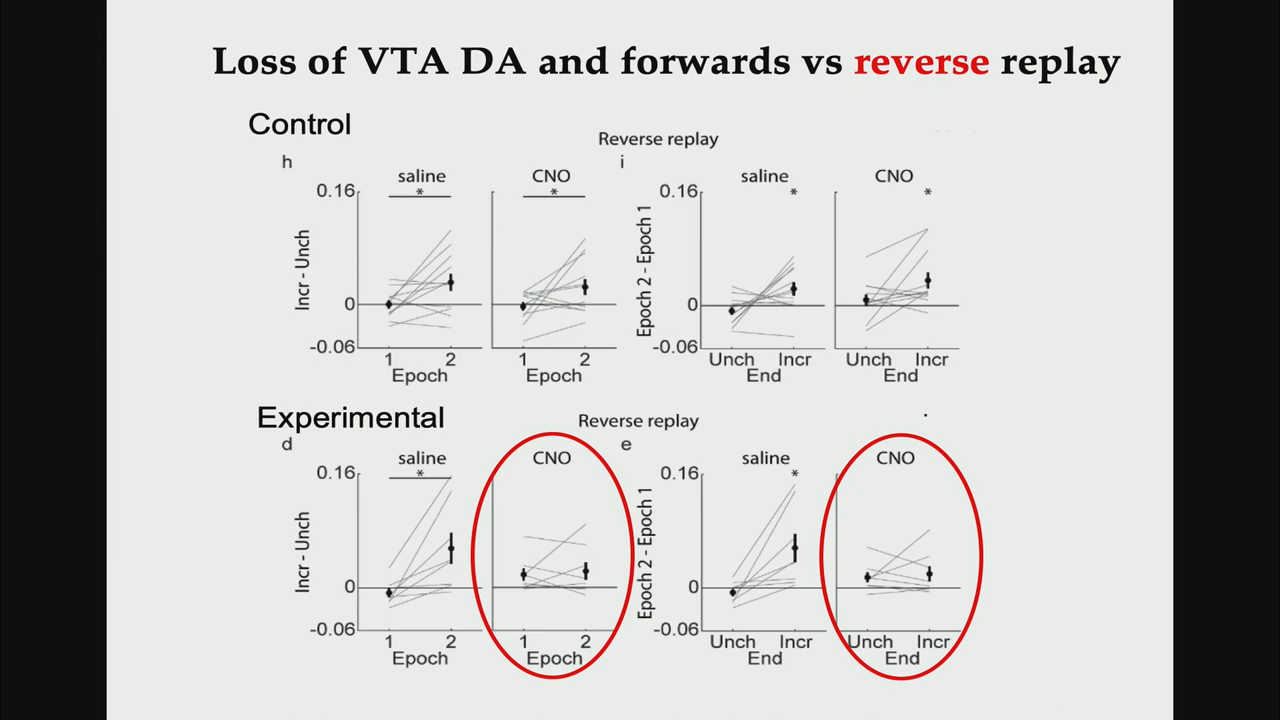 Loss of VTA DA and forwards vs reverse replay
Control
Reverse replay
h
i
saline
CNO
saline
CNO
0.16
*
*
0.16
*
*
Incr - Unch
Epoch 2 - Epoch 1
0
0
-0.06
-0.06
1 2
1 2
Unch Incr
Unch Incr
Epoch
Epoch
End
End
Experimental
Reverse replay
d
e
saline
CNO
saline
CNO
0.16
*
0.16
*
Incr - Unch
Epoch 2 - Epoch 1
0
0
-0.06
-0.06
1 2
1 2
Unch Incr
Unch Incr
Epoch
Epoch
End
End